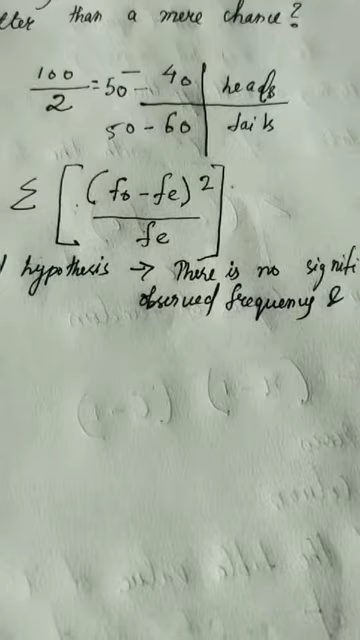 than a mere chance?
100/2 = 50 - 40 | heads
50 - 60 | tails
Σ [ (fo - fe)² / fe ]
hypothesis → There is no
observed frequency &